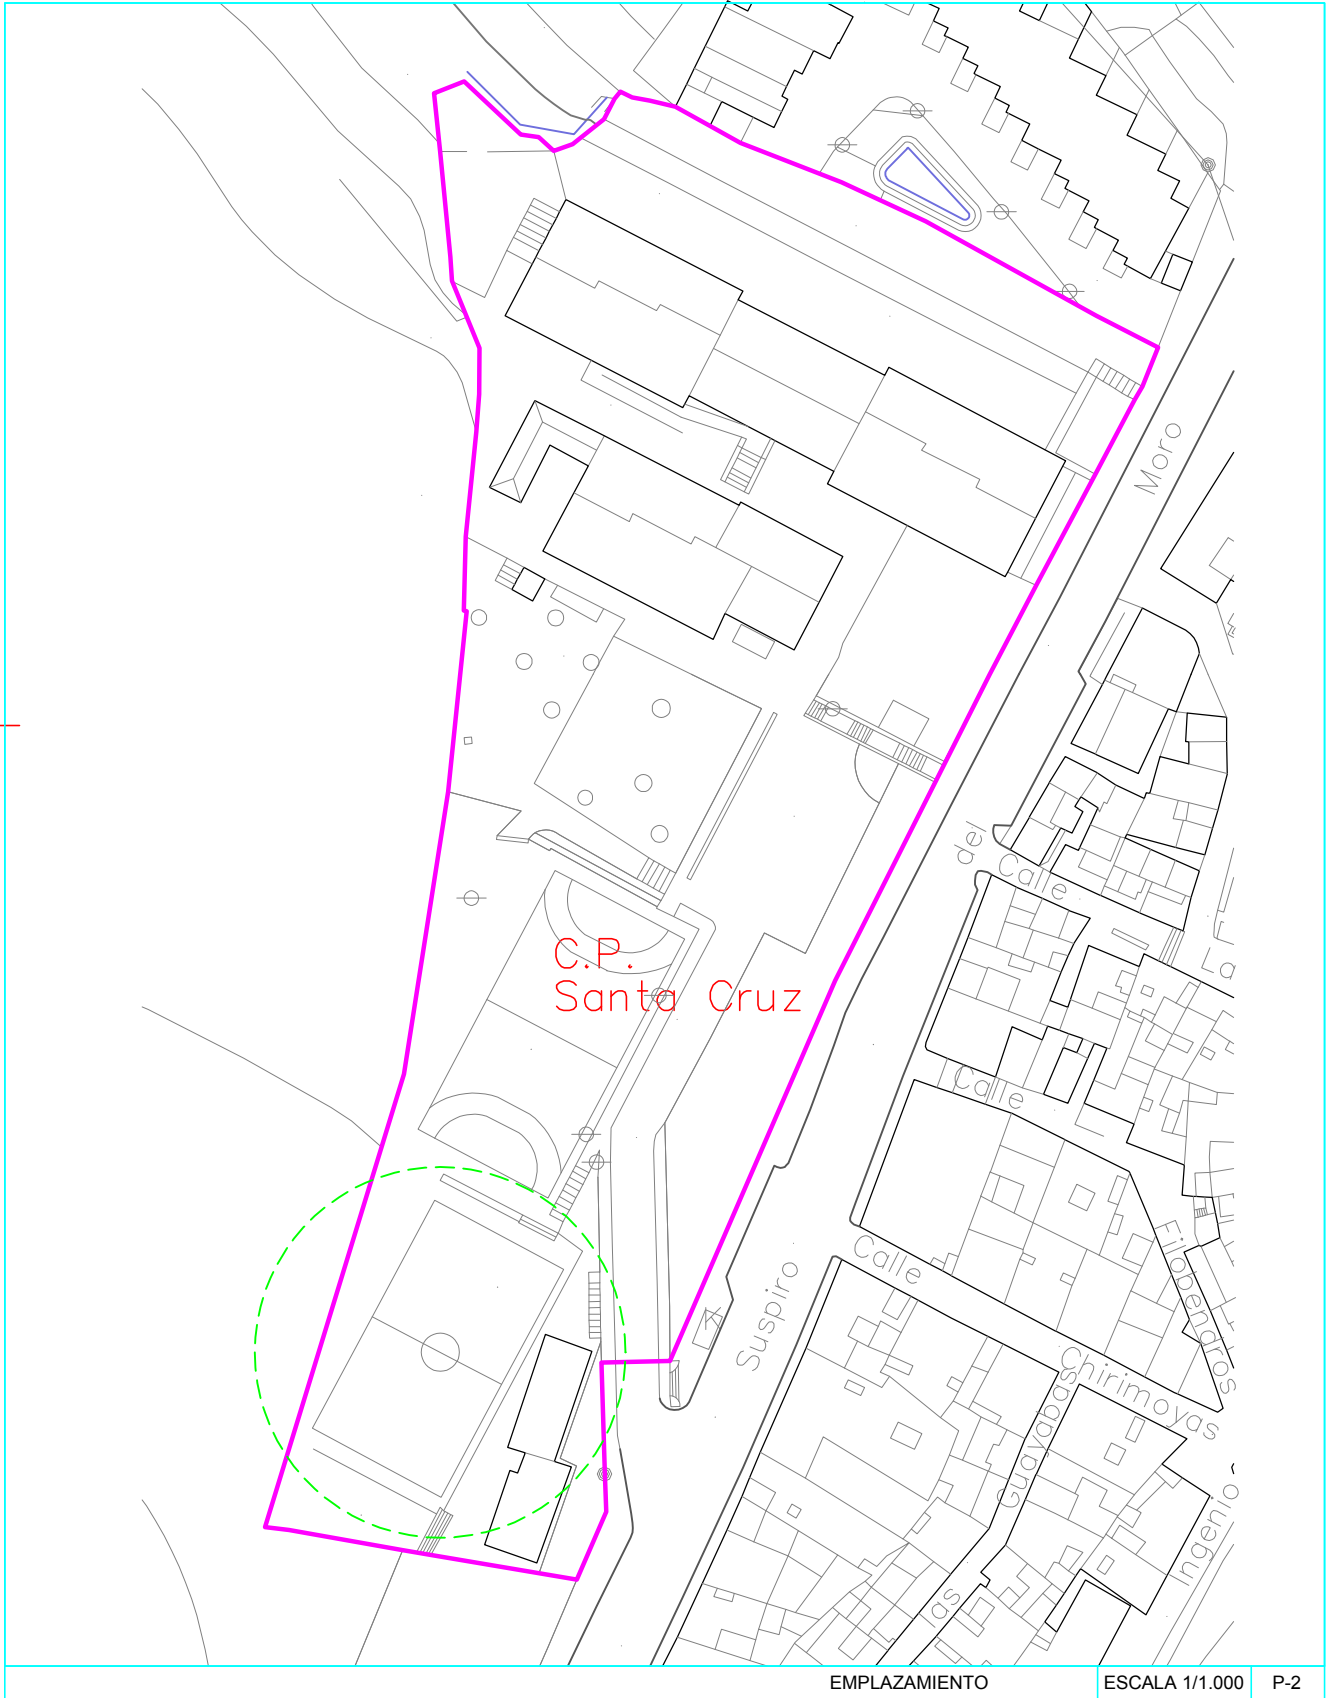 Moro
del
Calle
La
C.P.
Santa Cruz
Calle
Calle
Suspiro
Filipendros
Chirimoyas
Guayabas
las
Ingenio
EMPLAZAMIENTO
ESCALA 1/1.000
P-2